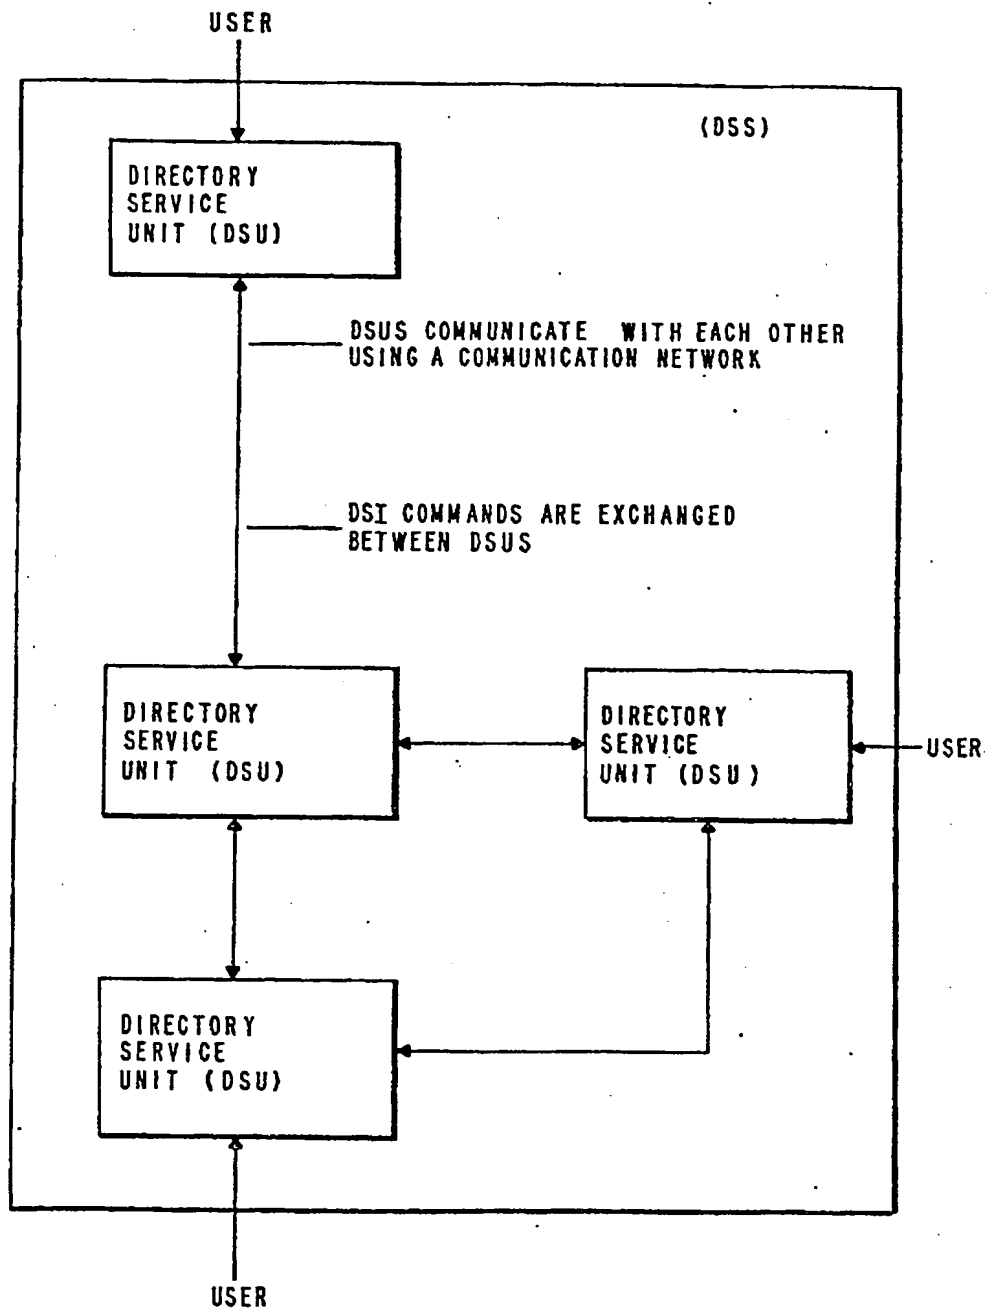 USER
(DSS)
DIRECTORY
SERVICE
UNIT (DSU)
DSUS COMMUNICATE WITH EACH OTHER
USING A COMMUNICATION NETWORK
DSI COMMANDS ARE EXCHANGED
BETWEEN DSUS
DIRECTORY
SERVICE
UNIT (DSU)
DIRECTORY
SERVICE
UNIT (DSU)
USER
DIRECTORY
SERVICE
UNIT (DSU)
USER